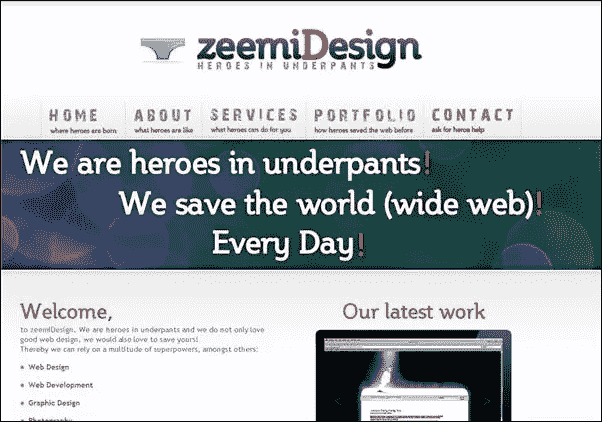 zeemiDesign
HEROES IN UNDERPANTS
HOME
where heroes are born
ABOUT
what heroes are like
SERVICES
what heroes can do for you
PORTFOLIO
how heroes saved the web before
CONTACT
ask for heroe help
We are heroes in underpants!
We save the world (wide web)!
Every Day!
Welcome,
to zeemiDesign. We are heroes in underpants and we do not only love
good web design, we would also love to save yours!
Thereby we can rely on a multitude of superpowers, amongst others:
Web Design
Web Development
Graphic Design
Photography
Our latest work